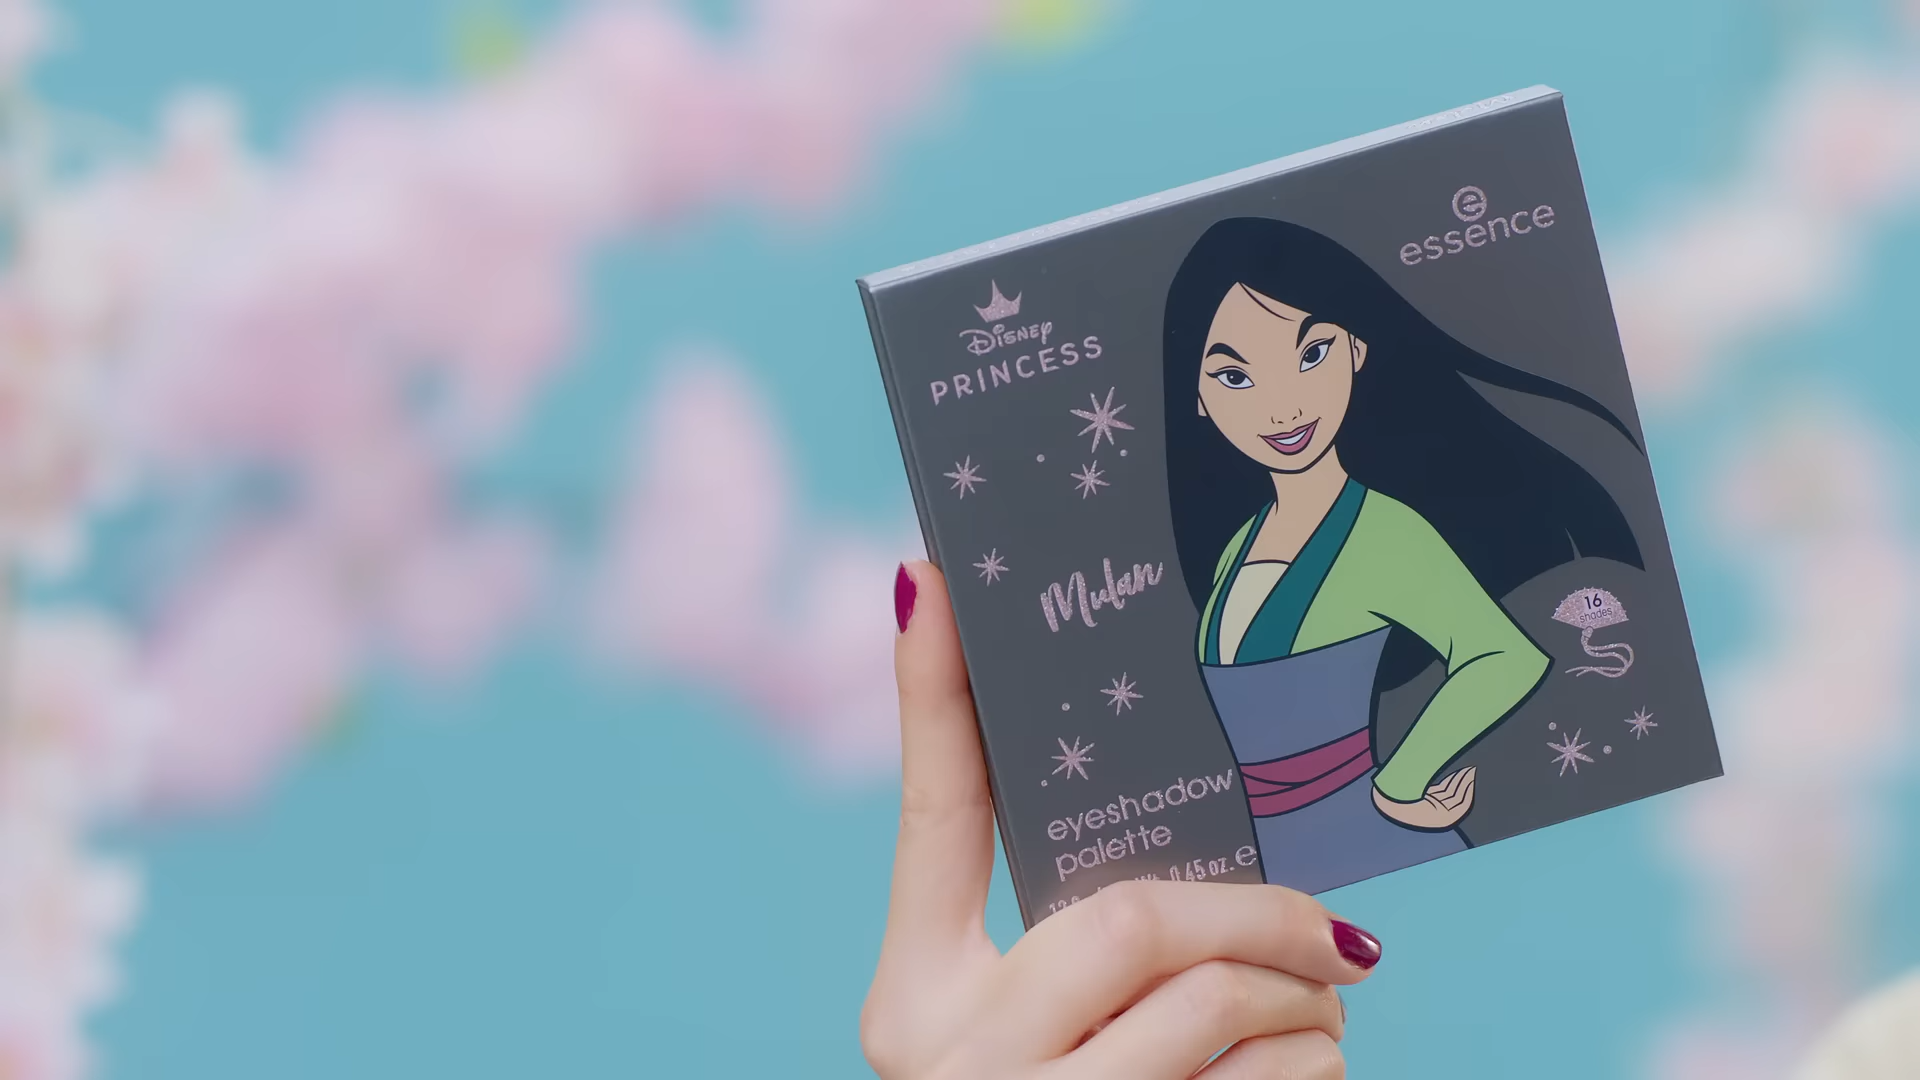 essence
Disney
PRINCESS
Mulan
16
shades
eyeshadow
palette
0.45 oz. e